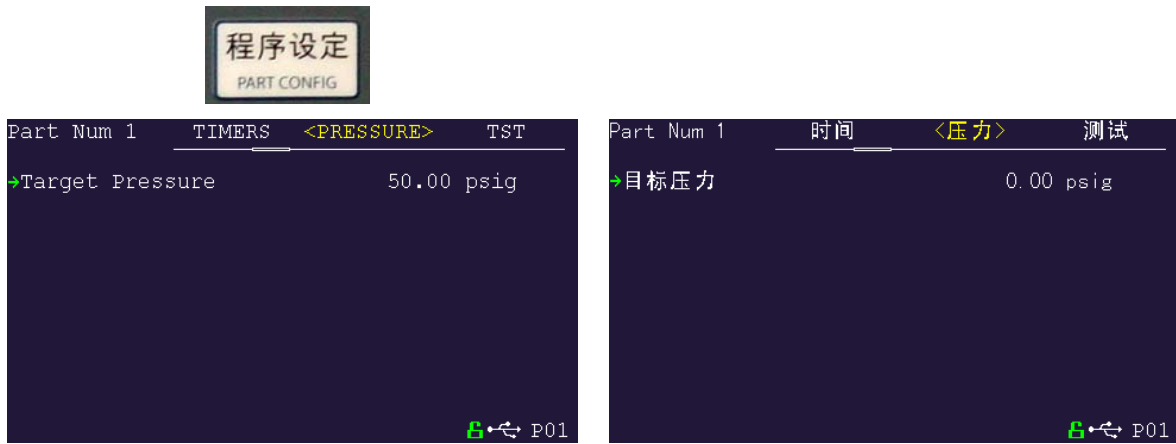 程序设定
PART CONFIG
Part Num 1 TIMERS <PRESSURE> TST
→Target Pressure 50.00 psig
P01
Part Num 1 时间 <压力> 测试
→目标压力 0.00 psig
P01